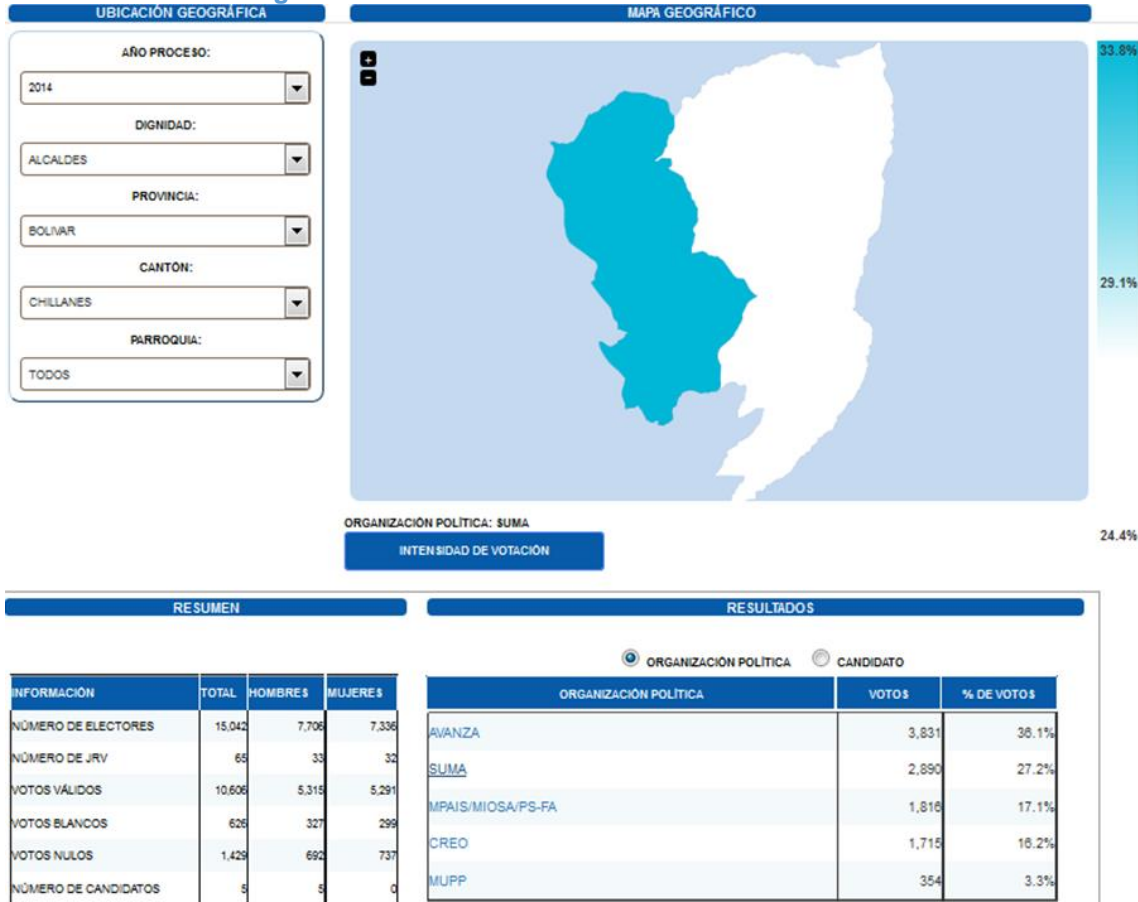 UBICACIÓN GEOGRÁFICA
AÑO PROCESO:
2014
DIGNIDAD:
ALCALDES
PROVINCIA:
BOLIVAR
CANTÓN:
CHILLANES
PARROQUIA:
TODOS
MAPA GEOGRÁFICO
+
-
33.8%
29.1%
24.4%
ORGANIZACIÓN POLÍTICA: SUMA
INTENSIDAD DE VOTACIÓN
RESUMEN
INFORMACIÓN TOTAL HOMBRES MUJERES
NÚMERO DE ELECTORES 15,042 7,706 7,336
NÚMERO DE JRV 65 33 32
VOTOS VÁLIDOS 10,606 5,315 5,291
VOTOS BLANCOS 626 327 299
VOTOS NULOS 1,429 692 737
NÚMERO DE CANDIDATOS 5 5 0
RESULTADOS
ORGANIZACIÓN POLÍTICA CANDIDATO
ORGANIZACIÓN POLÍTICA VOTOS % DE VOTOS
AVANZA 3,831 36.1%
SUMA 2,890 27.2%
MPAIS/MIOSA/PS-FA 1,816 17.1%
CREO 1,715 16.2%
MUPP 354 3.3%